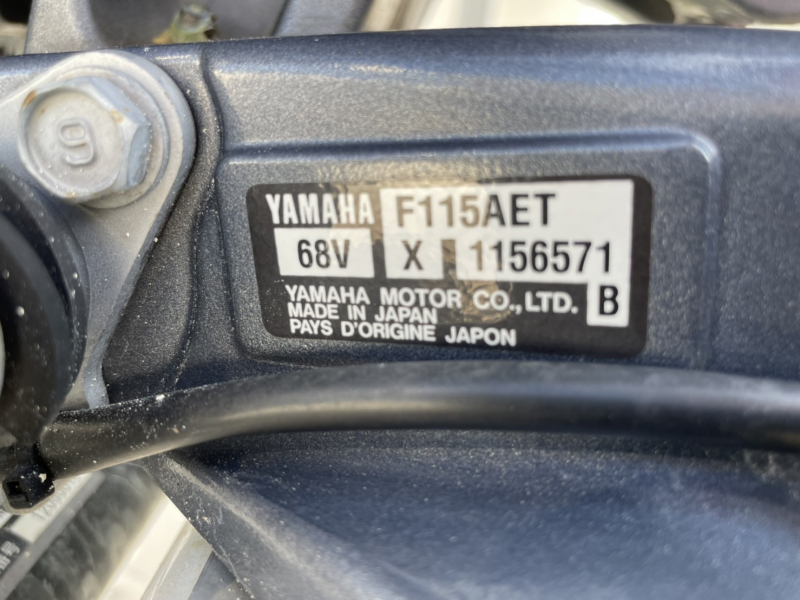 9
YAMAHA F115AET
68V X 1156571
YAMAHA MOTOR CO., LTD. B
MADE IN JAPAN
PAYS D'ORIGINE JAPON